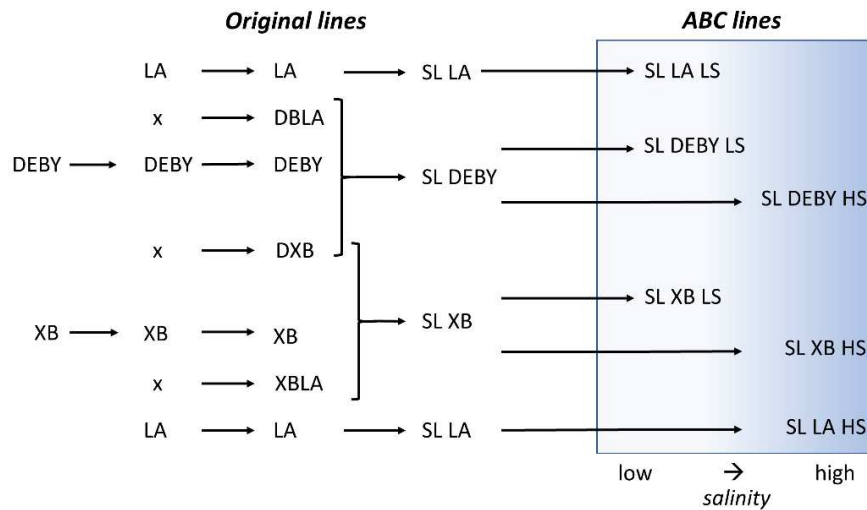 Original lines ABC lines
LA LA SL LA SL LA LS
x DBLA
SL DEBY LS
DEBY DEBY DEBY SL DEBY
SL DEBY HS
x DXB
SL XB LS
SL XB
XB XB XB
SL XB HS
x XBLA
LA LA SL LA SL LA HS
low → high
salinity